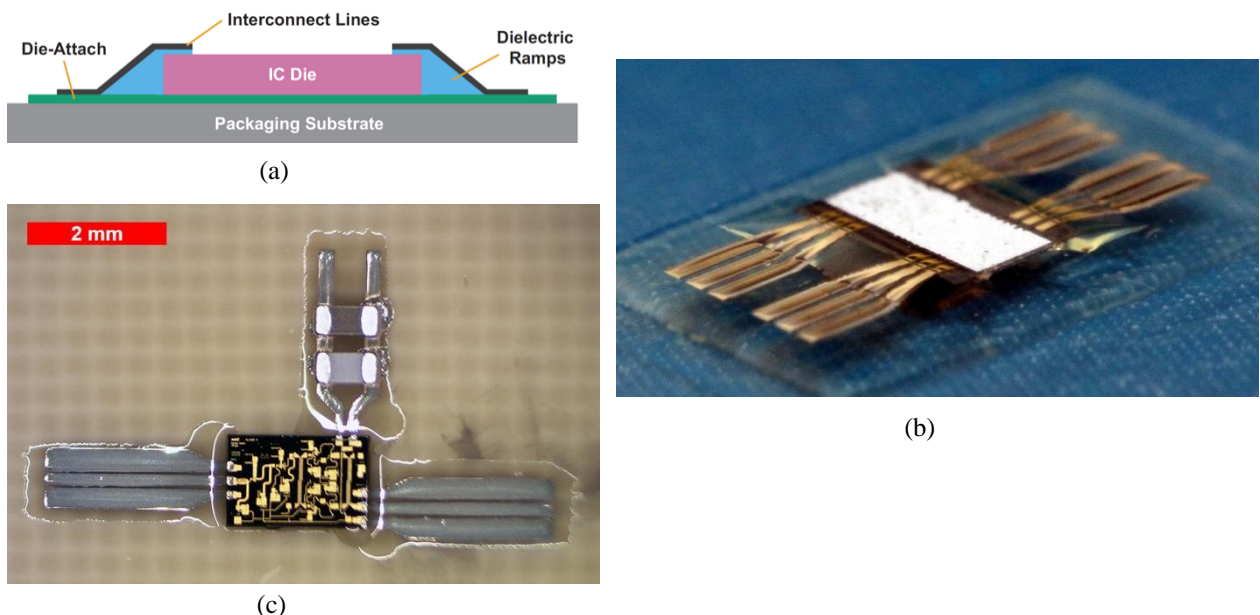 Interconnect Lines
Die-Attach
Dielectric
Ramps
IC Die
Packaging Substrate
(a)
2 mm
(b)
(c)